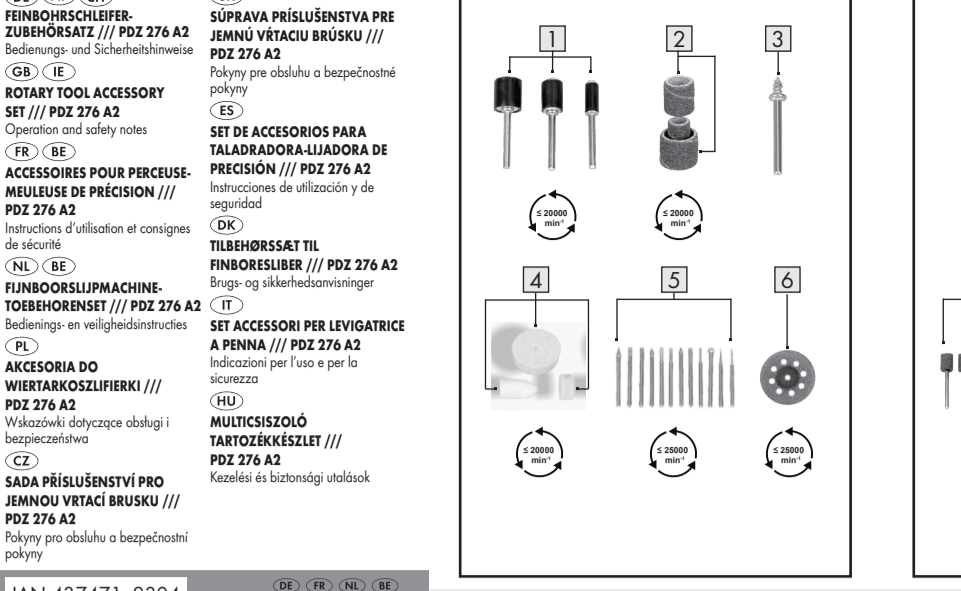 DE AT CH
FEINBOHRSCHLEIFER-
ZUBEHÖRSATZ /// PDZ 276 A2
Bedienungs- und Sicherheitshinweise
GB IE
ROTARY TOOL ACCESSORY
SET /// PDZ 276 A2
Operation and safety notes
FR BE
ACCESSOIRES POUR PERCEUSE-
MEULEUSE DE PRÉCISION ///
PDZ 276 A2
Instructions d'utilisation et consignes
de sécurité
NL BE
FIJNBOORSLIJPMACHINE-
TOEBEHORENSET /// PDZ 276 A2
Bedienings- en veiligheidsinstructies
PL
AKCESORIA DO
WIERTARKOSZLIFIERKI ///
PDZ 276 A2
Wskazówki dotyczące obsługi i
bezpieczeństwa
CZ
SADA PŘÍSLUŠENSTVÍ PRO
JEMNOU VRTACÍ BRUSKU ///
PDZ 276 A2
Pokyny pro obsluhu a bezpečnostní
pokyny
SK
SÚPRAVA PRÍSLUŠENSTVA PRE
JEMNÚ VŔTACIU BRÚSKU ///
PDZ 276 A2
Pokyny pre obsluhu a bezpečnostné
pokyny
ES
SET DE ACCESORIOS PARA
TALADRADORA-LIJADORA DE
PRECISIÓN /// PDZ 276 A2
Instrucciones de utilización y de
seguridad
DK
TILBEHØRSSÆT TIL
FINBORESLIBER /// PDZ 276 A2
Brugs- og sikkerhedsanvisninger
IT
SET ACCESSORI PER LEVIGATRICE
A PENNA /// PDZ 276 A2
Indicazioni per l'uso e per la
sicurezza
HU
MULTICSISZOLÓ
TARTOZÉKKÉSZLET ///
PDZ 276 A2
Kezelési és biztonsági utalások
IAN 437471_2304
DE FR NL BE
1 2 3
≤ 20000
min-1
≤ 20000
min-1
4 5 6
≤ 20000
min-1
≤ 25000
min-1
≤ 25000
min-1